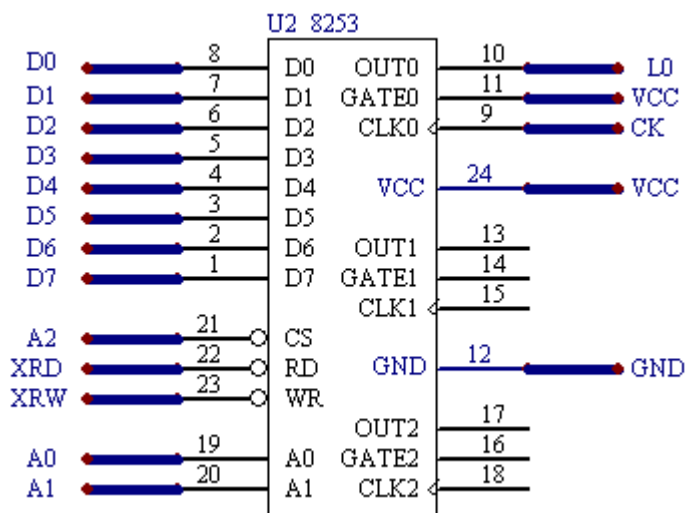 U2 8253
D0 8 D0 OUT0 10 L0
D1 7 D1 GATE0 11 VCC
D2 6 D2 CLK0 9 CK
D3 5 D3
D4 4 D4 VCC 24 VCC
D5 3 D5
D6 2 D6 OUT1 13
D7 1 D7 GATE1 14
CLK1 15
A2 21 CS
XRD 22 RD GND 12 GND
XRW 23 WR
OUT2 17
A0 19 A0 GATE2 16
A1 20 A1 CLK2 18